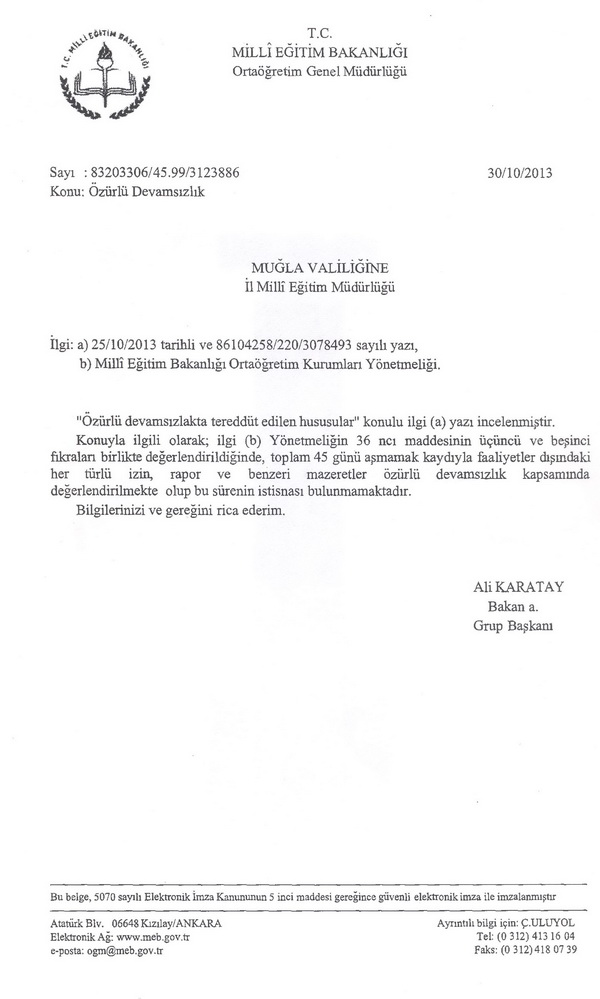 T.C. MİLLİ EĞİTİM BAKANLIĞI
T.C.
MİLLÎ EĞİTİM BAKANLIĞI
Ortaöğretim Genel Müdürlüğü
Sayı : 83203306/45.99/3123886 30/10/2013
Konu: Özürlü Devamsızlık
MUĞLA VALİLİĞİNE
İl Millî Eğitim Müdürlüğü
İlgi: a) 25/10/2013 tarihli ve 86104258/220/3078493 sayılı yazı,
b) Millî Eğitim Bakanlığı Ortaöğretim Kurumları Yönetmeliği.
"Özürlü devamsızlakta tereddüt edilen hususular" konulu ilgi (a) yazı incelenmiştir.
Konuyla ilgili olarak; ilgi (b) Yönetmeliğin 36 ncı maddesinin üçüncü ve beşinci
fıkraları birlikte değerlendirildiğinde, toplam 45 günü aşmamak kaydıyla faaliyetler dışındaki
her türlü izin, rapor ve benzeri mazeretler özürlü devamsızlık kapsamında
değerlendirilmekte olup bu sürenin istisnası bulunmamaktadır.
Bilgilerinizi ve gereğini rica ederim.
Ali KARATAY
Bakan a.
Grup Başkanı
Bu belge, 5070 sayılı Elektronik İmza Kanununun 5 inci maddesi gereğince güvenli elektronik imza ile imzalanmıştır
Atatürk Blv. 06648 Kızılay/ANKARA
Elektronik Ağ: www.meb.gov.tr
e-posta: ogm@meb.gov.tr
Ayrıntılı bilgi için: Ç.ULUYOL
Tel: (0 312) 413 16 04
Faks: (0 312) 418 07 39